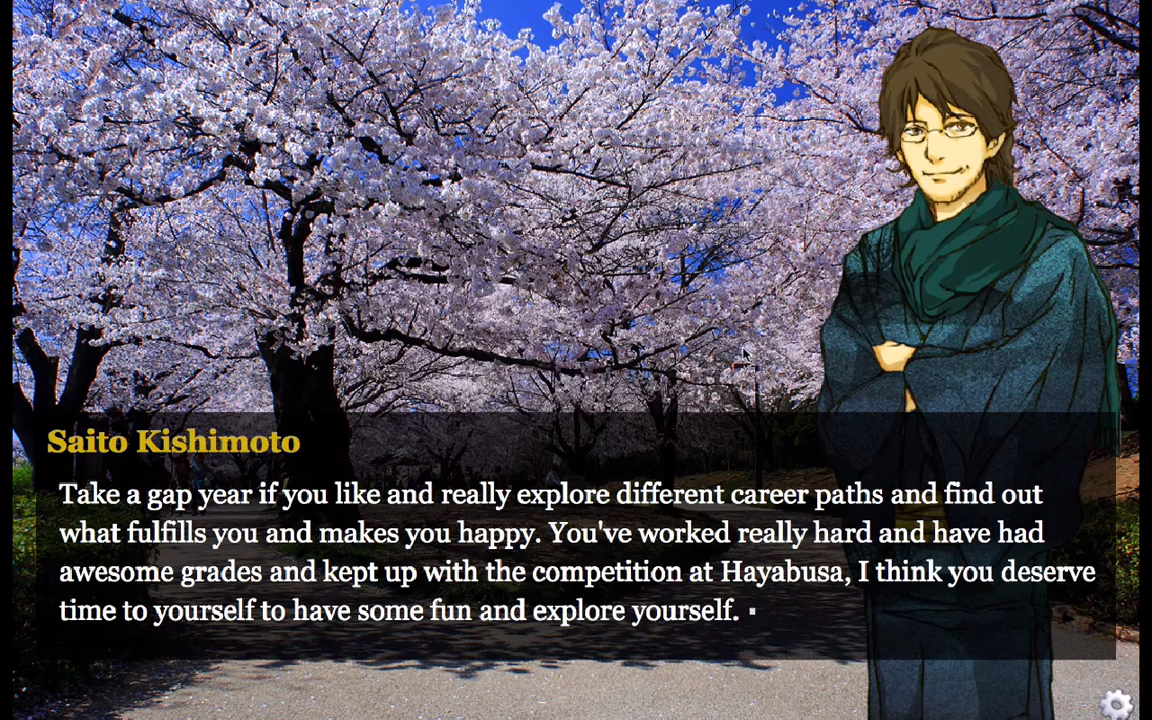 Saito Kishimoto
Take a gap year if you like and really explore different career paths and find out
what fulfills you and makes you happy. You've worked really hard and have had
awesome grades and kept up with the competition at Hayabusa, I think you deserve
time to yourself to have some fun and explore yourself.